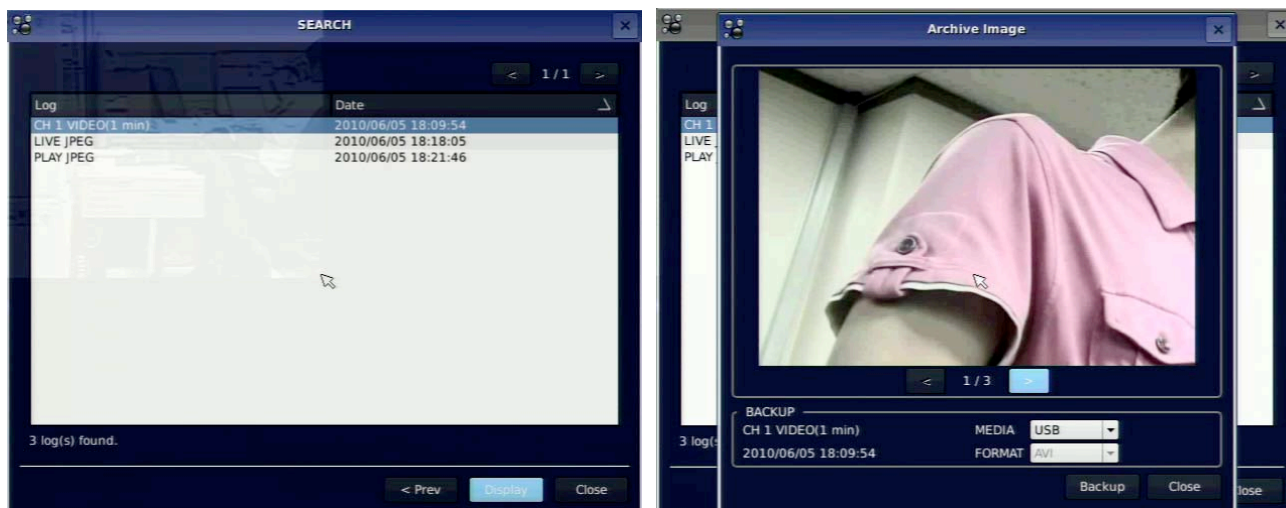 SEARCH
< 1 / 1 >
Log Date
CH 1 VIDEO(1 min) 2010/06/05 18:09:54
LIVE JPEG 2010/06/05 18:18:05
PLAY JPEG 2010/06/05 18:21:46
3 log(s) found.
< Prev Display Close
Archive Image
Log
CH 1
LIVE
PLAY
>
< 1 / 3 >
BACKUP
CH 1 VIDEO(1 min) MEDIA USB
2010/06/05 18:09:54 FORMAT AVI
3 log(s
Backup Close
lose